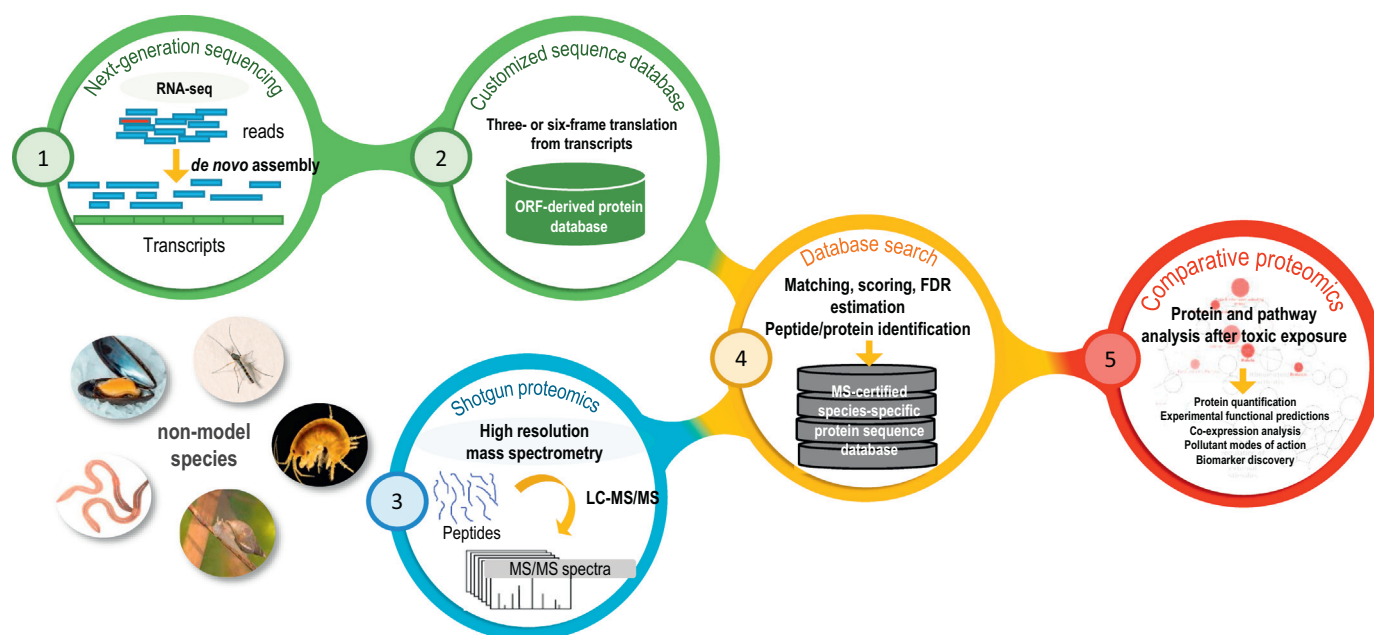 Next-generation sequencing
RNA-seq
reads
1
de novo assembly
Transcripts
Customized sequence database
Three- or six-frame translation
from transcripts
2
ORF-derived protein
database
non-model
species
Shotgun proteomics
High resolution
mass spectrometry
3
LC-MS/MS
Peptides
MS/MS spectra
Database search
Matching, scoring, FDR
estimation
Peptide/protein identification
4
MS-certified
species-specific
protein sequence
database
Comparative proteomics
Protein and pathway
analysis after toxic exposure
5
Protein quantification
Experimental functional predictions
Co-expression analysis
Pollutant modes of action
Biomarker discovery